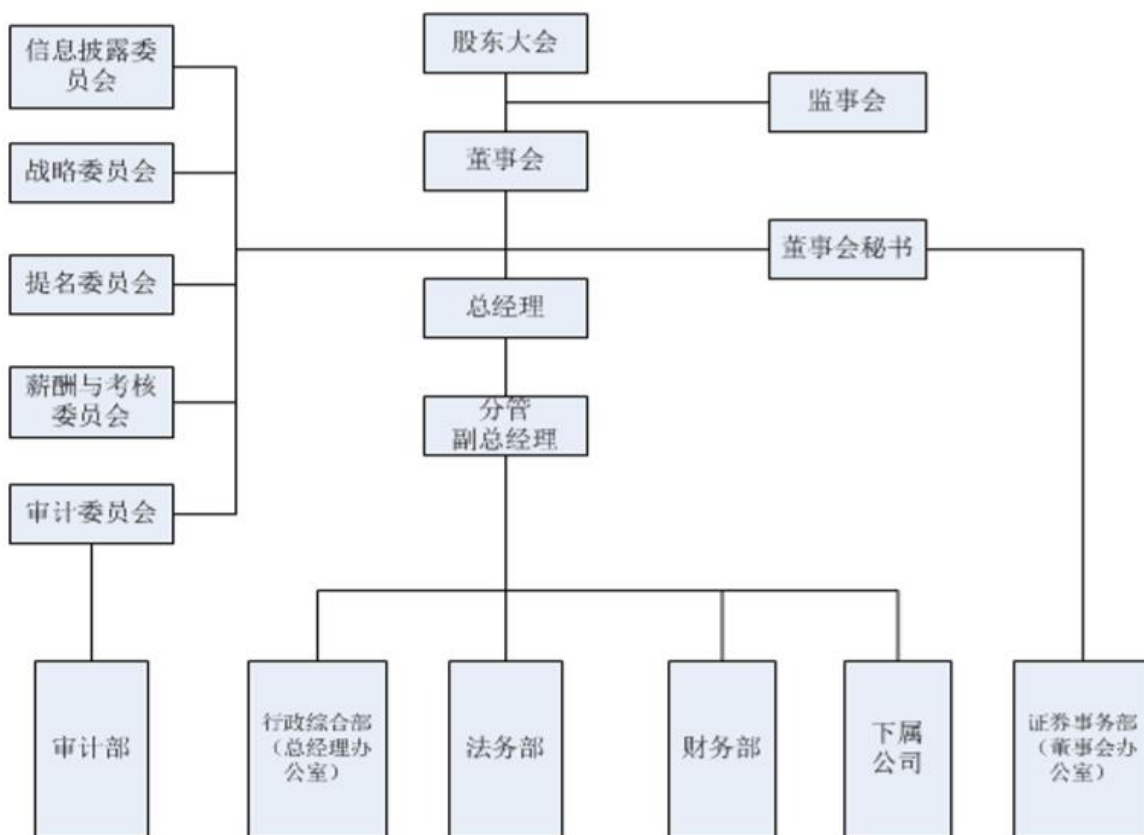 信息披露委
员会
股东大会
监事会
战略委员会
董事会
提名委员会
董事会秘书
总经理
薪酬与考核
委员会
分管
副总经理
审计委员会
审计部
行政综合部
（总经理办
公室）
法务部
财务部
下属
公司
证券事务部
（董事会办
公室）